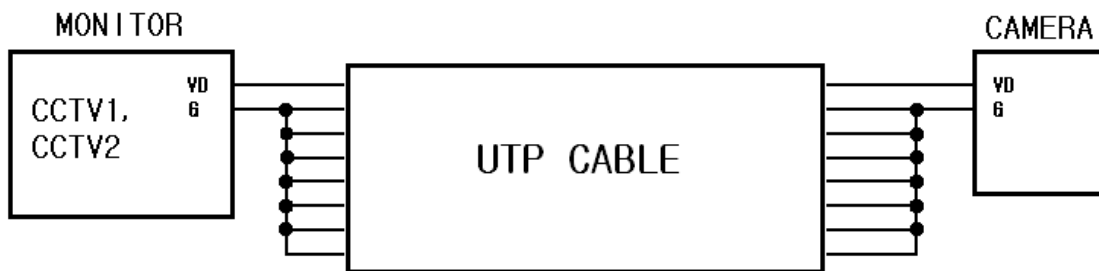 MONITOR
CAMERA
VD
G
CCTV1,
CCTV2
UTP CABLE
VD
G